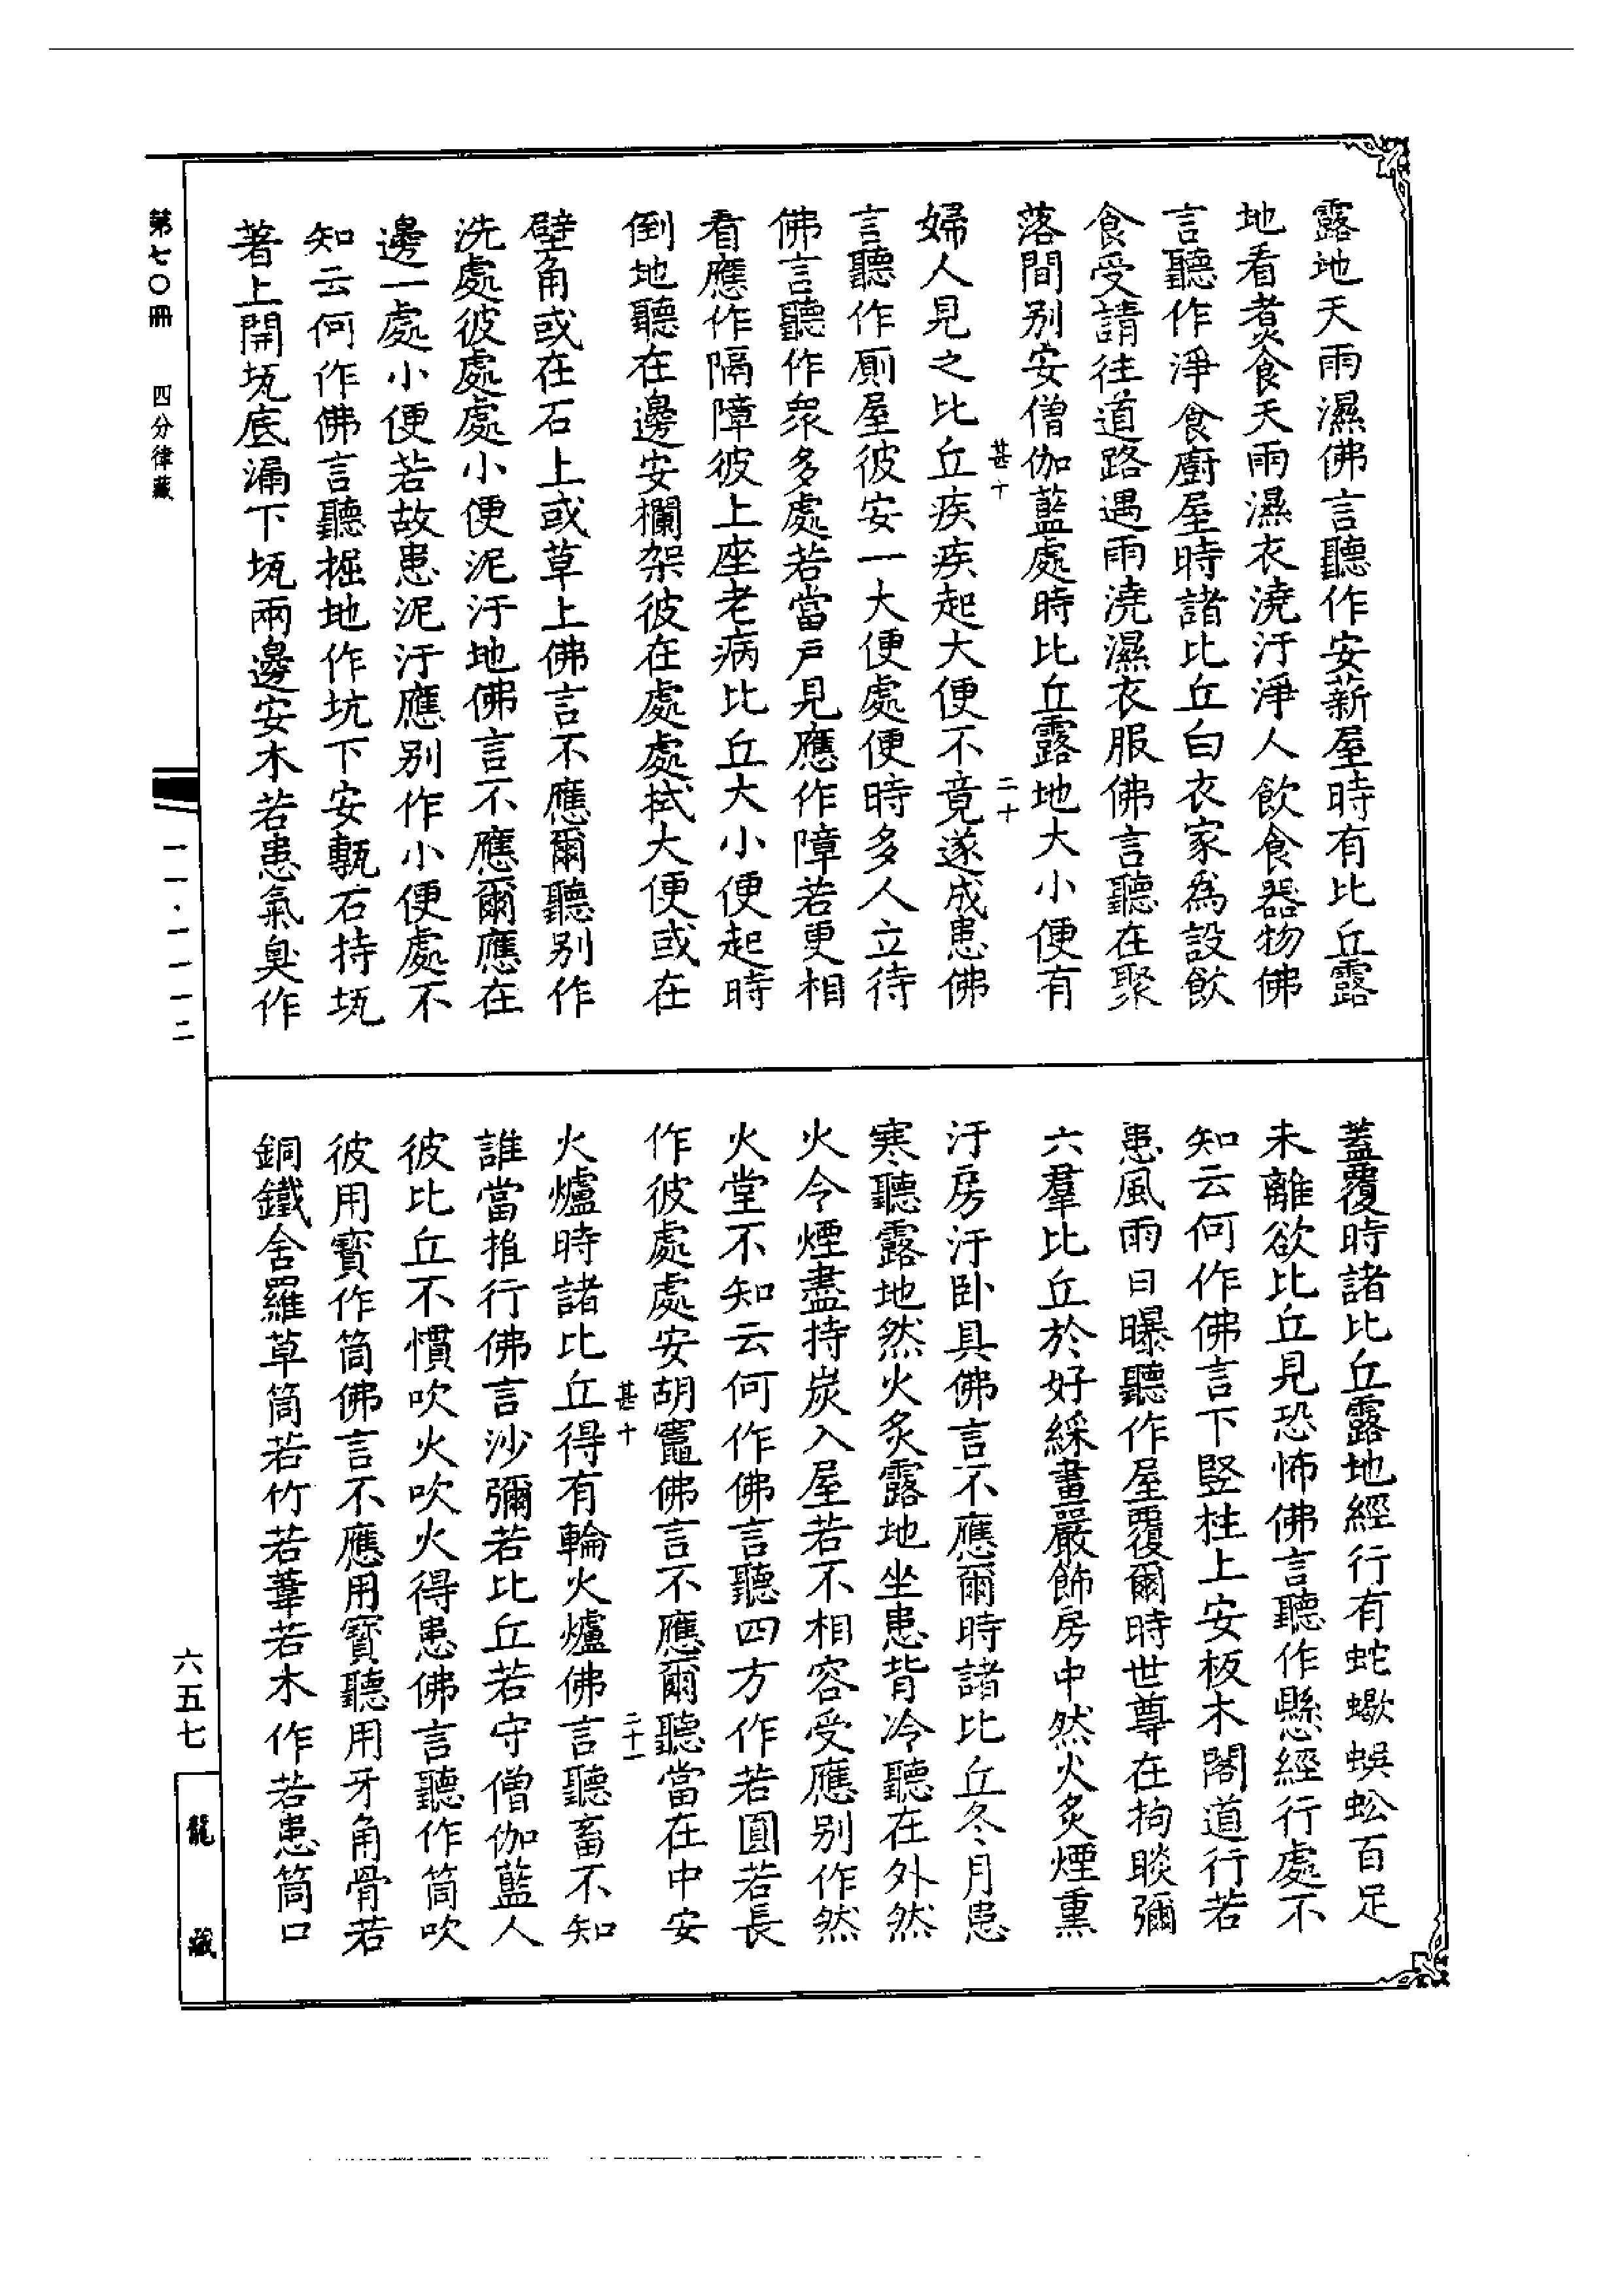 露地天雨濕佛言聽作安薪屋時有比丘露
地看煑食天雨濕衣澆汙淨人飲食器物佛
言聽作淨食廚屋時諸比丘白衣家為設飲
食受請往道路遇雨澆濕衣服佛言聽在聚
落間别安僧伽藍處時比丘露地大小便有
甚十
二十
婦人見之比丘疾疾起大便不竟遂成患佛
言聽作廁屋彼安一大便處便時多人立待
佛言聽作眾多處若當戶見應作障若更相
看應作隔障彼上座老病比丘大小便起時
倒地聽在邊安欄架彼在處處拭大便或在
壁角或在石上或草上佛言不應爾聽别作
洗處彼處處小便泥汙地佛言不應爾應在
邊一處小便若故患泥汙應别作小便處不
知云何作佛言聽掘地作坑下安甎石持瓨
著上開瓨底漏下瓨兩邊安木若患氣臭作
蓋覆時諸比丘露地經行有蛇蠍蜈蚣百足
未離欲比丘見恐怖佛言聽作懸經行處不
知云何作佛言下竪柱上安板木閣道行若
患風雨日曝聽作屋覆爾時世尊在拘睒彌
六羣比丘於好綵畫嚴飾房中然火炙煙熏
汙房汙卧具佛言不應爾時諸比丘冬月患
寒聽露地然火炙露地坐患背冷聽在外然
火令煙盡持炭入屋若不相容受應别作然
火堂不知云何作佛言聽四方作若圓若長
作彼處處安胡竈佛言不應爾聽當在中安
甚十
二十一
火爐時諸比丘得有輪火爐佛言聽畜不知
誰當推行佛言沙彌若比丘若守僧伽藍人
彼比丘不慣吹火吹火得患佛言聽作筒吹
彼用寶作筒佛言不應用寶聽用牙角骨若
銅鐵舍羅草筒若竹若葦若木作若患筒口
第七〇冊 四分律藏
一一·一一一二
六五七
龍藏